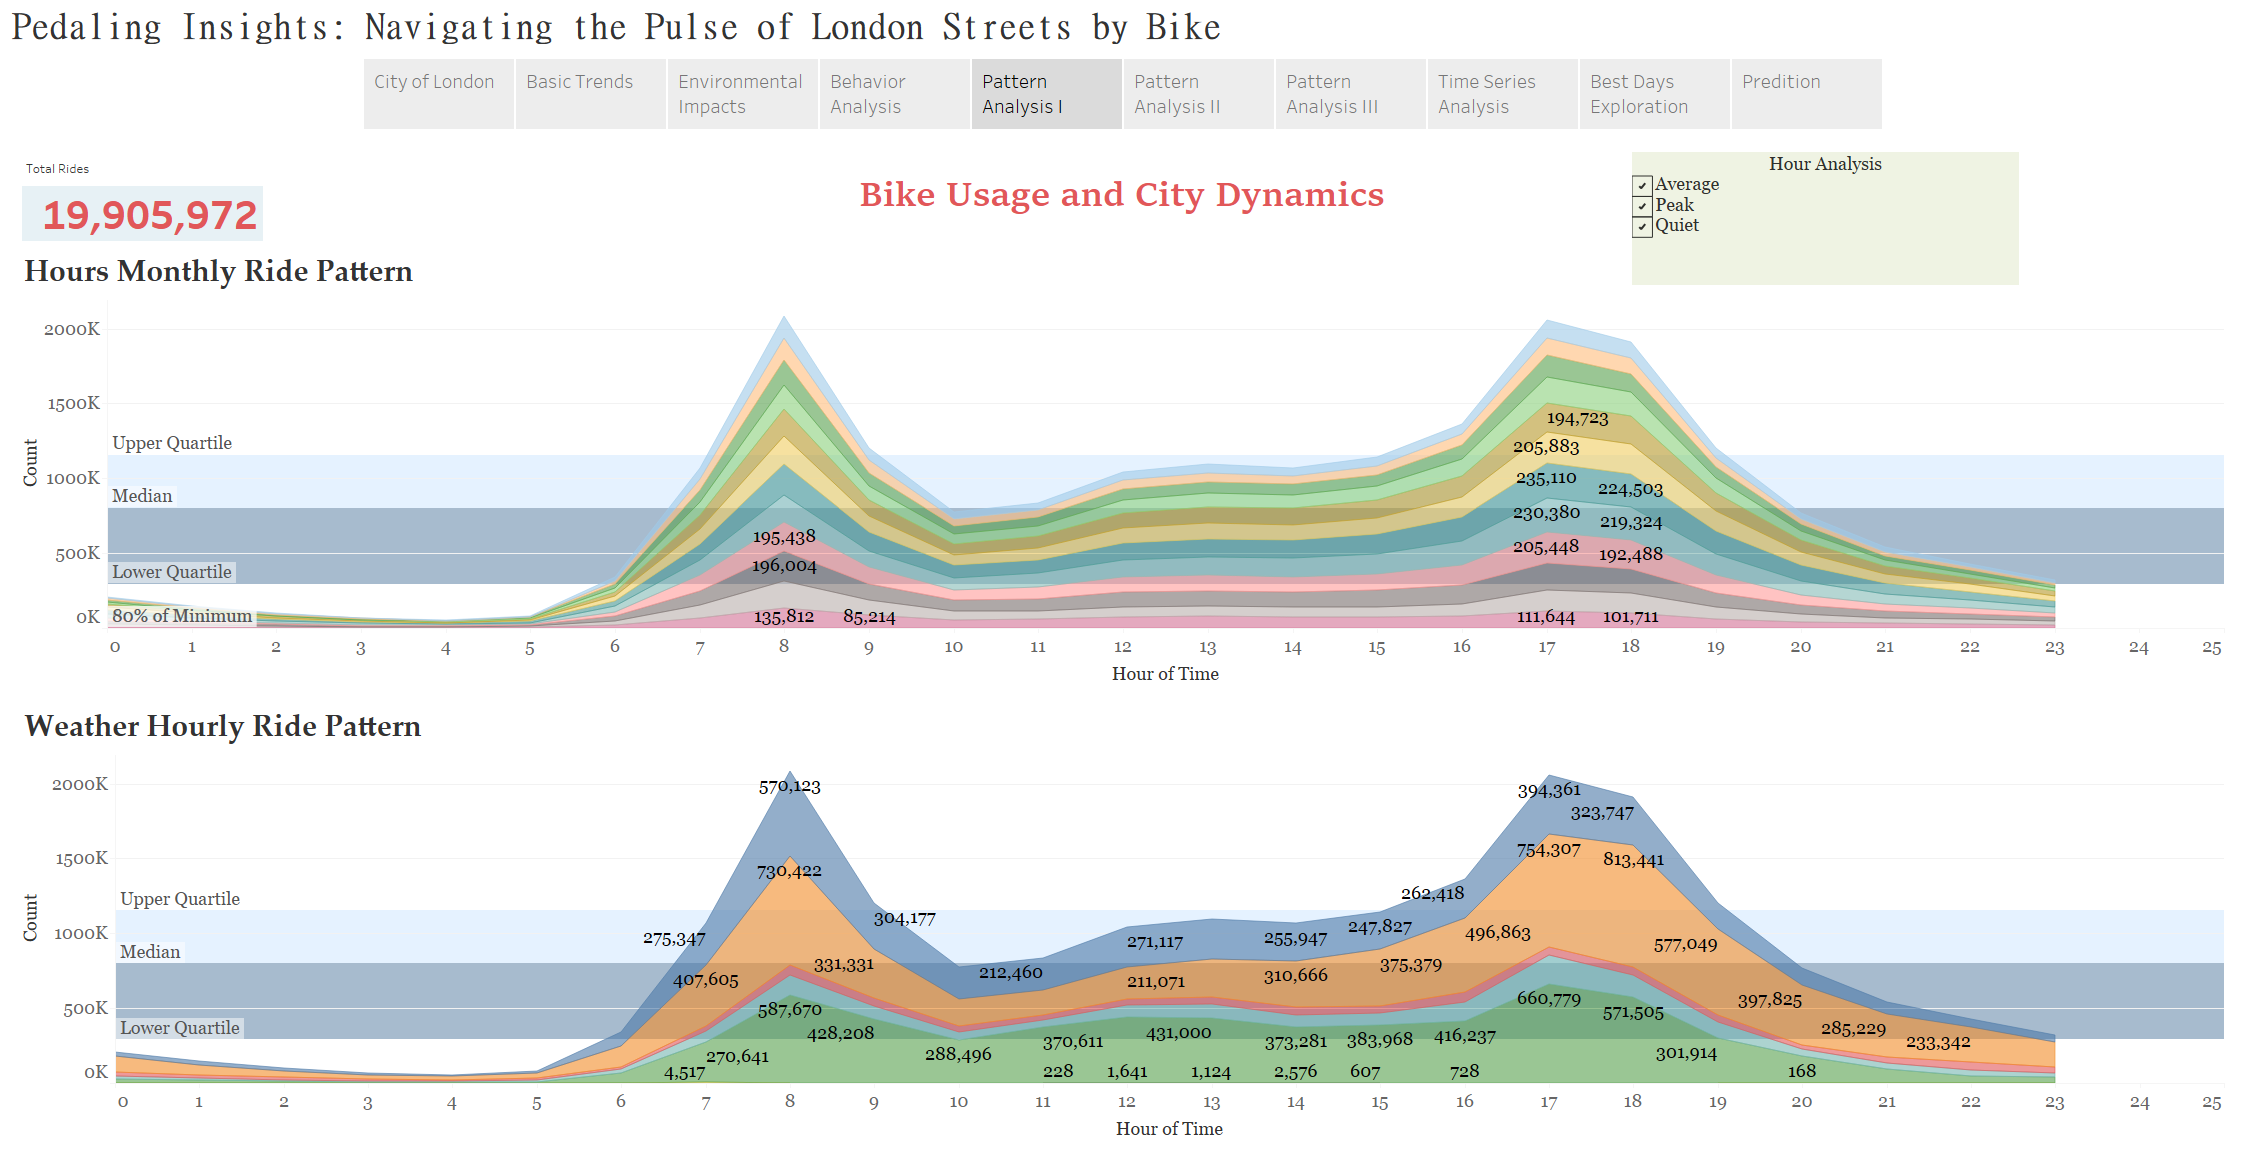 Pedaling Insights: Navigating the Pulse of London Streets by Bike
City of London
Basic Trends
Environmental
Impacts
Behavior
Analysis
Pattern
Analysis I
Pattern
Analysis II
Pattern
Analysis III
Time Series
Analysis
Best Days
Exploration
Predition
Total Rides
19,905,972
Bike Usage and City Dynamics
Hour Analysis
✓ Average
✓ Peak
✓ Quiet
Hours Monthly Ride Pattern
Count
2000K
1500K
1000K
500K
0K
Upper Quartile
Median
Lower Quartile
80% of Minimum
195,438
196,004
135,812
85,214
194,723
205,883
235,110
224,503
230,380
219,324
205,448
192,488
111,644
101,711
0 1 2 3 4 5 6 7 8 9 10 11 12 13 14 15 16 17 18 19 20 21 22 23 24 25
Hour of Time
Weather Hourly Ride Pattern
Count
2000K
1500K
1000K
500K
0K
Upper Quartile
Median
Lower Quartile
570,123
394,361
323,747
730,422
754,307
813,441
262,418
304,177
275,347
271,117
255,947
247,827
496,863
577,049
331,331
212,460
407,605
211,071
310,666
375,379
587,670
660,779
397,825
571,505
428,208
431,000
285,229
270,641
288,496
370,611
373,281
383,968
416,237
301,914
233,342
4,517
228
1,641
1,124
2,576
607
728
168
0 1 2 3 4 5 6 7 8 9 10 11 12 13 14 15 16 17 18 19 20 21 22 23 24 25
Hour of Time